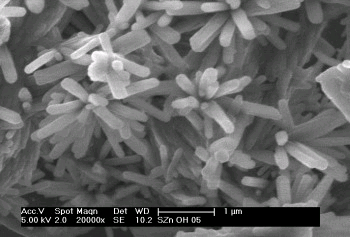 Acc.V Spot Magn Det WD 1 µm
5.00 kV 2.0 20000x SE 10.2 SZn OH 05